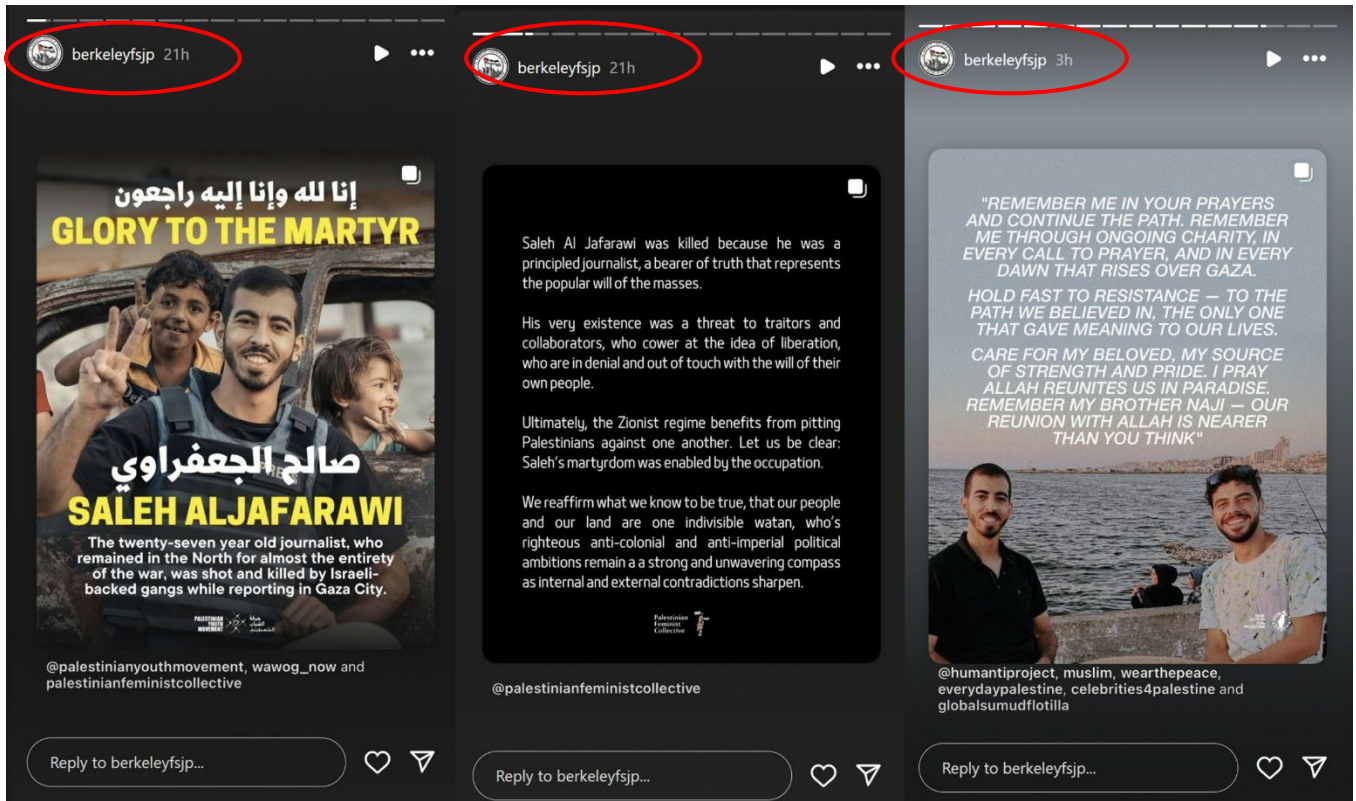 berkeleyfsjp 21h
إنا لله وإنا إليه راجعون
GLORY TO THE MARTYR
صالح الجعفراوي
SALEH ALJAFARAWI
The twenty-seven year old journalist, who
remained in the North for almost the entirety
of the war, was shot and killed by Israeli-
backed gangs while reporting in Gaza City.
PALESTINIAN
YOUTH
MOVEMENT
حركة
الشباب
الفلسطيني
@palestinianyouthmovement, wawog_now and
palestinianfeministcollective
Reply to berkeleyfsjp...
berkeleyfsjp 21h
Saleh Al Jafarawi was killed because he was a
principled journalist, a bearer of truth that represents
the popular will of the masses.
His very existence was a threat to traitors and
collaborators, who cower at the idea of liberation,
who are in denial and out of touch with the will of their
own people.
Ultimately, the Zionist regime benefits from pitting
Palestinians against one another. Let us be clear:
Saleh's martyrdom was enabled by the occupation.
We reaffirm what we know to be true, that our people
and our land are one indivisible watan, who's
righteous anti-colonial and anti-imperial political
ambitions remain a a strong and unwavering compass
as internal and external contradictions sharpen.
Palestinian
Feminist
Collective
@palestinianfeministcollective
Reply to berkeleyfsjp...
berkeleyfsjp 3h
"REMEMBER ME IN YOUR PRAYERS
AND CONTINUE THE PATH. REMEMBER
ME THROUGH ONGOING CHARITY, IN
EVERY CALL TO PRAYER, AND IN EVERY
DAWN THAT RISES OVER GAZA.
HOLD FAST TO RESISTANCE — TO THE
PATH WE BELIEVED IN, THE ONLY ONE
THAT GAVE MEANING TO OUR LIVES.
CARE FOR MY BELOVED, MY SOURCE
OF STRENGTH AND PRIDE. I PRAY
ALLAH REUNITES US IN PARADISE.
REMEMBER MY BROTHER NAJI — OUR
REUNION WITH ALLAH IS NEARER
THAN YOU THINK"
@humantiproject, muslim, wearthepeace,
everydaypalestine, celebrities4palestine and
globalsumudflotilla
Reply to berkeleyfsjp...